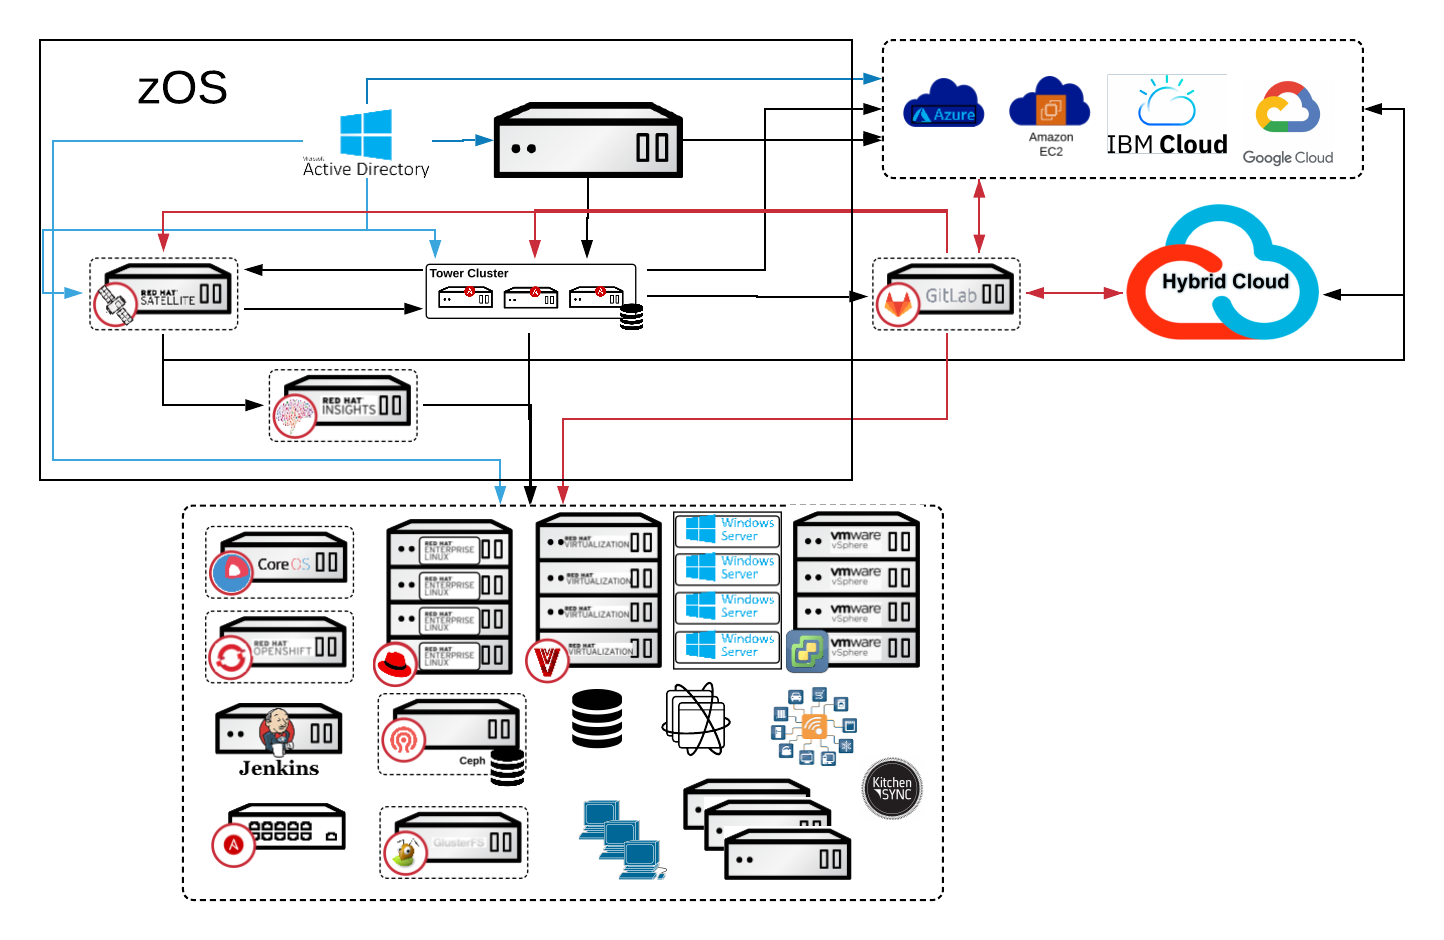 zOS
Azure
Amazon
EC2
IBM Cloud
Google Cloud
Microsoft
Active Directory
RED HAT
SATELLITE
Tower Cluster
GitLab
Hybrid Cloud
RED HAT
INSIGHTS
CoreOS
RED HAT
ENTERPRISE
LINUX
RED HAT
ENTERPRISE
LINUX
RED HAT
ENTERPRISE
LINUX
RED HAT
ENTERPRISE
LINUX
RED HAT
VIRTUALIZATION
RED HAT
VIRTUALIZATION
RED HAT
VIRTUALIZATION
RED HAT
VIRTUALIZATION
Windows
Server
Windows
Server
Windows
Server
Windows
Server
vmware
vSphere
vmware
vSphere
vmware
vSphere
vmware
vSphere
RED HAT
OPENSHIFT
Jenkins
Ceph
Kitchen
SYNC
GlusterFS